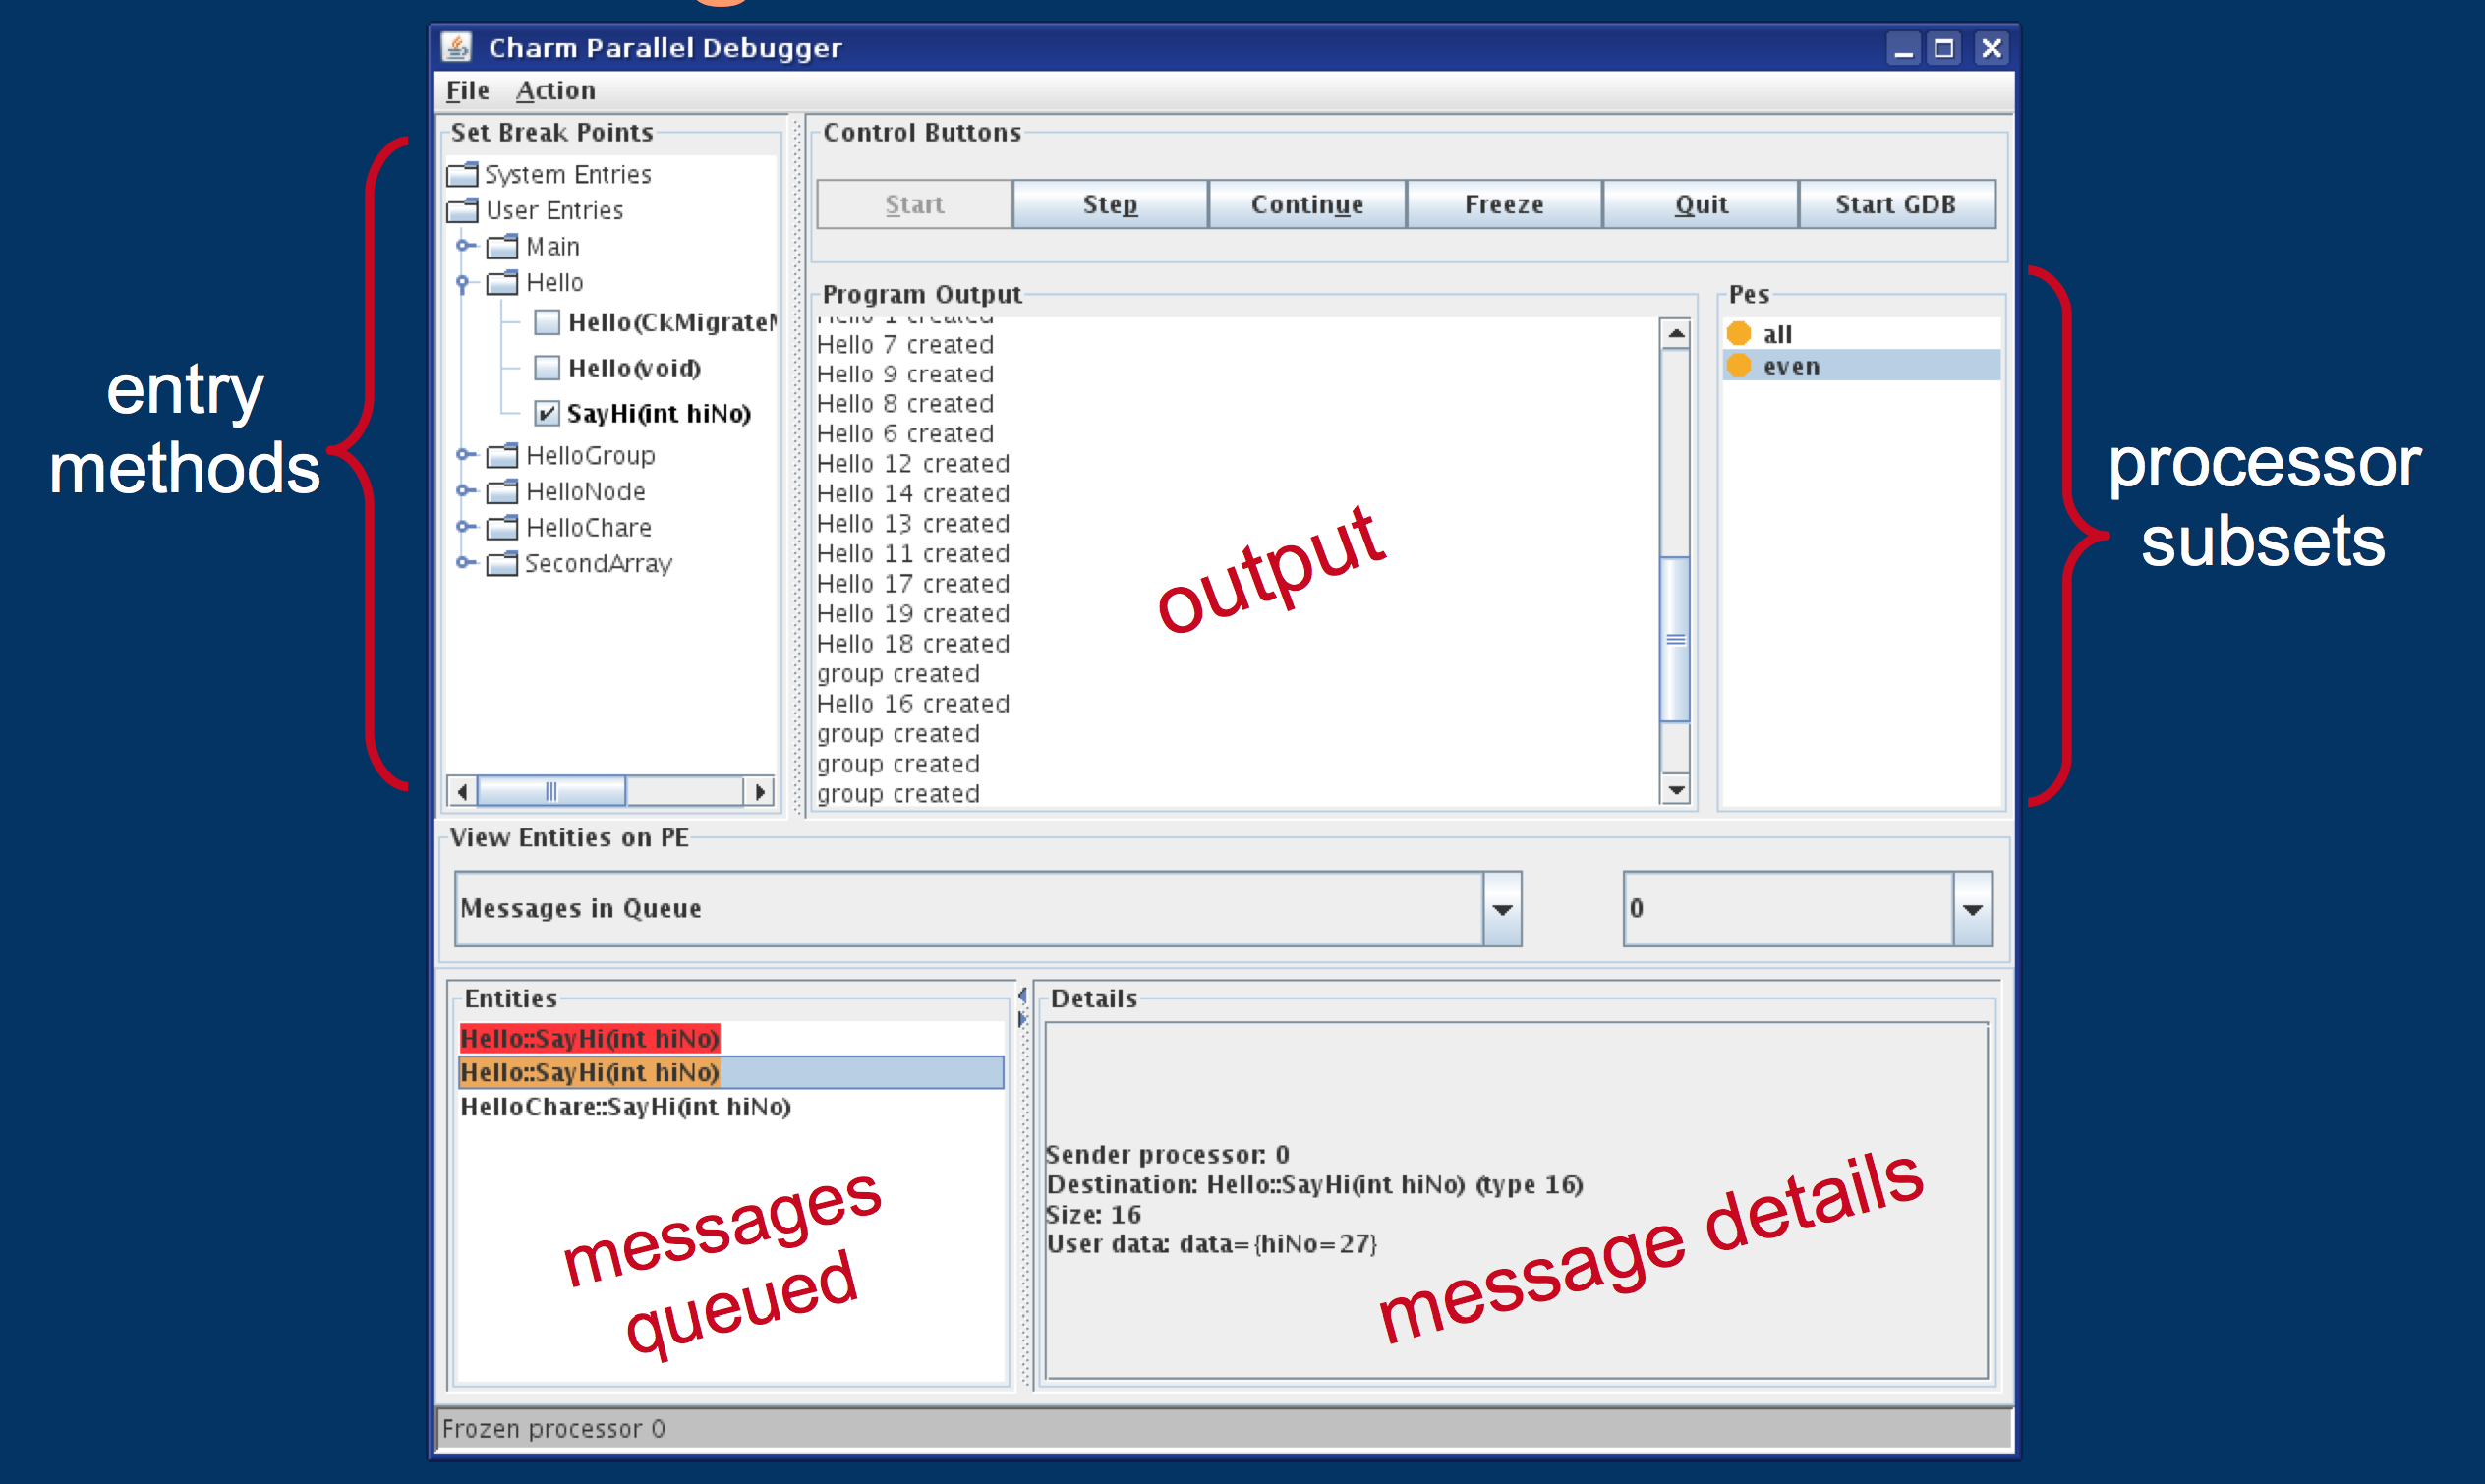 Charm Parallel Debugger
File Action
Set Break Points
System Entries
User Entries
Main
Hello
Hello(CkMigrate
Hello(void)
SayHi(int hiNo)
HelloGroup
HelloNode
HelloChare
SecondArray
entry
methods
Control Buttons
Start Step Continue Freeze Quit Start GDB
Program Output
Hello 1 created
Hello 7 created
Hello 9 created
Hello 8 created
Hello 6 created
Hello 12 created
Hello 14 created
Hello 13 created
Hello 11 created
Hello 17 created
Hello 19 created
Hello 18 created
group created
Hello 16 created
group created
group created
group created
output
Pes
all
even
processor
subsets
View Entities on PE
Messages in Queue
0
Entities
Hello::SayHi(int hiNo)
Hello::SayHi(int hiNo)
HelloChare::SayHi(int hiNo)
messages
queued
Details
Sender processor: 0
Destination: Hello::SayHi(int hiNo) (type 16)
Size: 16
User data: data={hiNo=27}
message details
Frozen processor 0